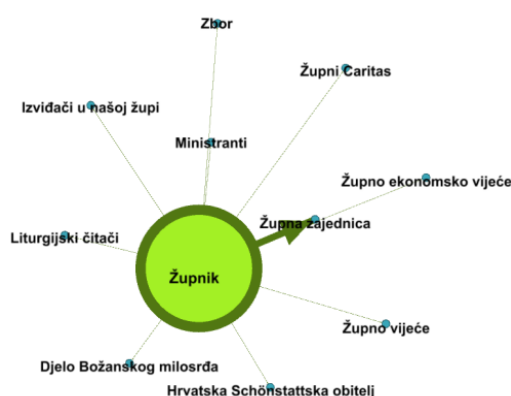 Zbor
Župni Caritas
Izviđači u našoj župi
Ministranti
Župno ekonomsko vijeće
Župna zajednica
Liturgijski čitači
Župnik
Župno vijeće
Djelo Božanskog milosrđa
Hrvatska Schönstattska obitelj